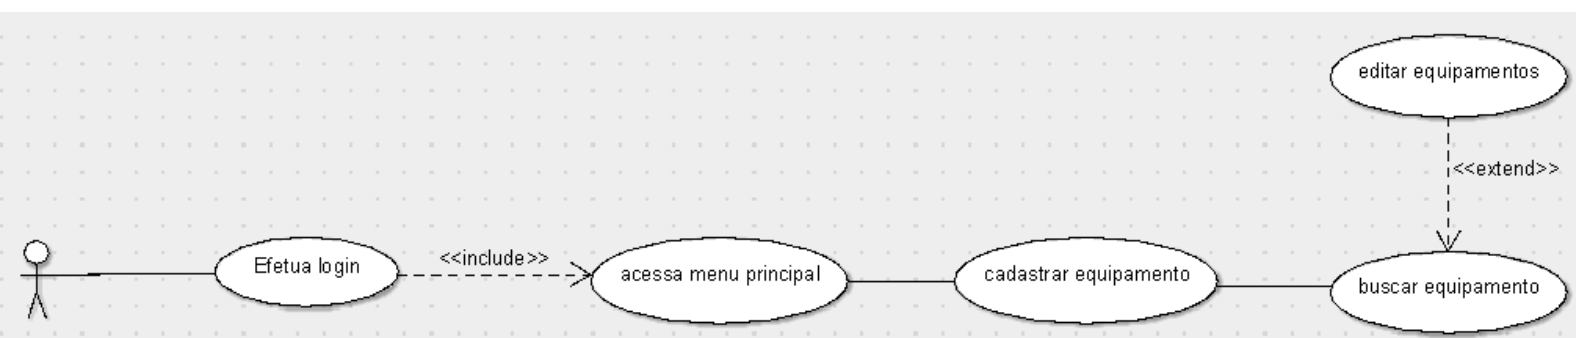 editar equipamentos
<<extend>>
Efetua login
<<include>>
acessa menu principal
cadastrar equipamento
buscar equipamento